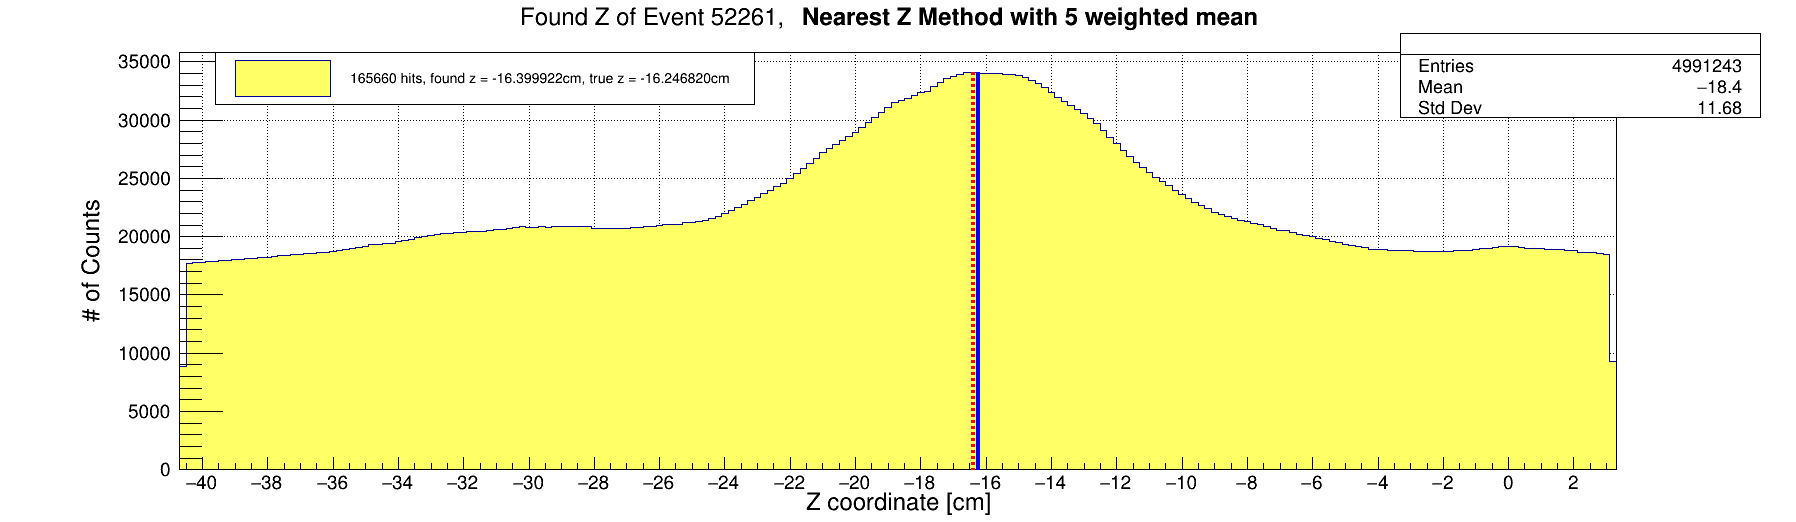 Found Z of Event 52261, Nearest Z Method with 5 weighted mean
165660 hits, found z = -16.399922cm, true z = -16.246820cm
Entries 4991243
Mean −18.4
Std Dev 11.68
# of Counts
35000
30000
25000
20000
15000
10000
5000
0
−40 −38 −36 −34 −32 −30 −28 −26 −24 −22 −20 −18 −16 −14 −12 −10 −8 −6 −4 −2 0 2
Z coordinate [cm]